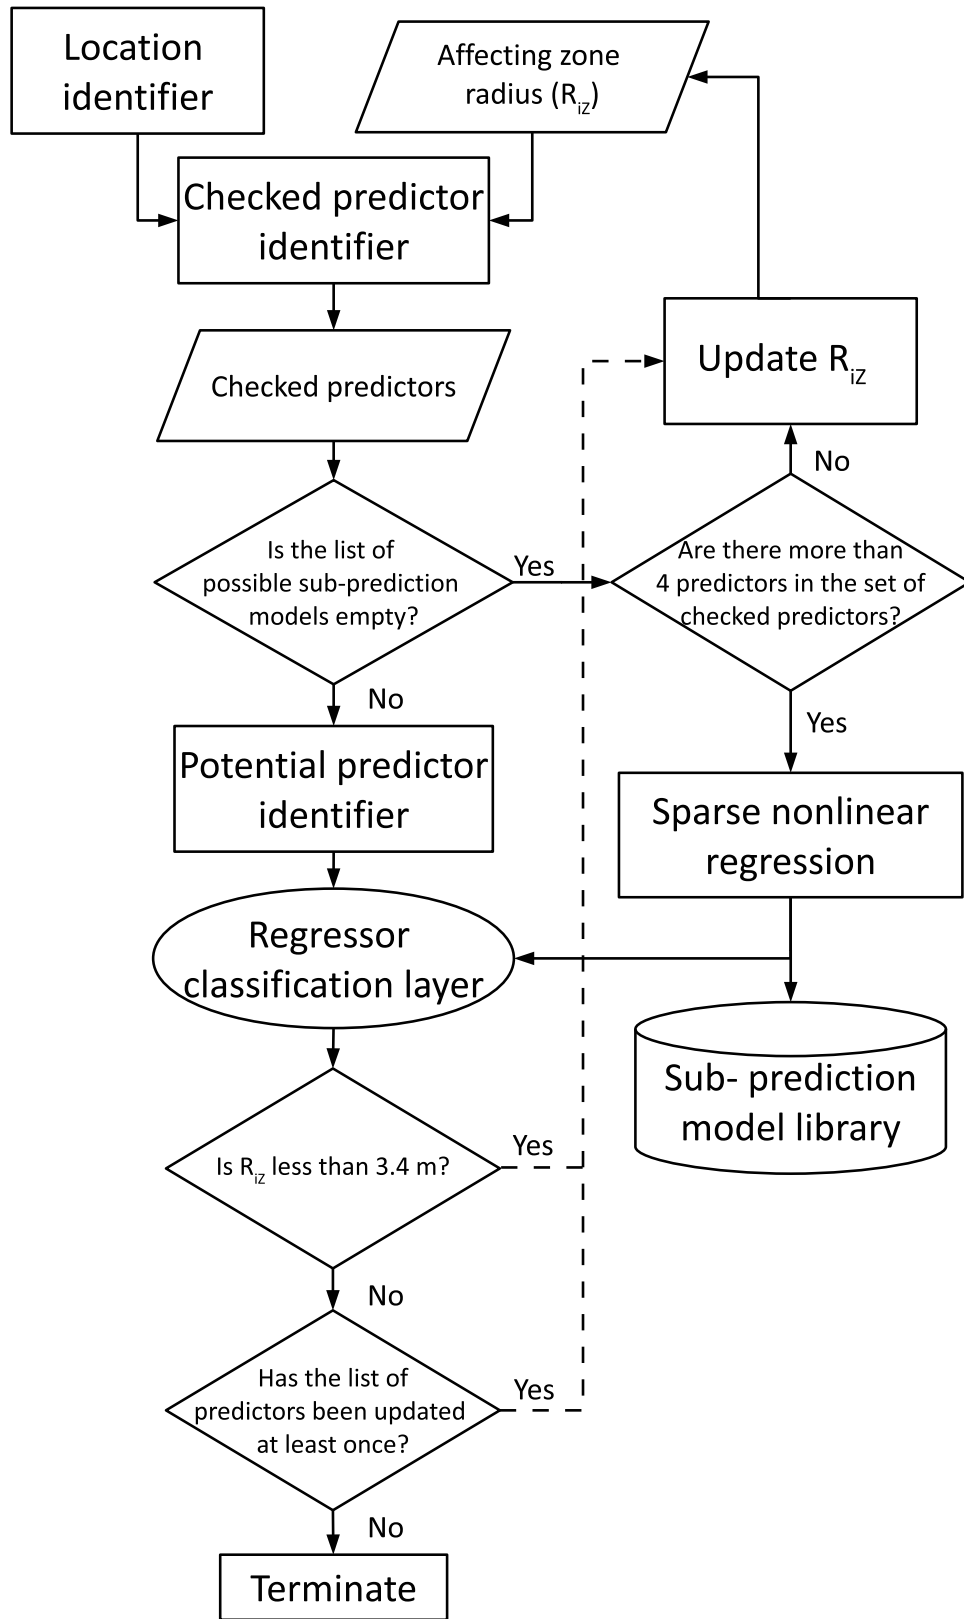 Location
identifier
Affecting zone
radius (RiZ)
Checked predictor
identifier
Checked predictors
Update RiZ
No
Is the list of
possible sub-prediction
models empty?
Yes
Are there more than
4 predictors in the set of
checked predictors?
No
Yes
Potential predictor
identifier
Sparse nonlinear
regression
Regressor
classification layer
Sub- prediction
model library
Is RiZ less than 3.4 m?
Yes
No
Has the list of
predictors been updated
at least once?
Yes
No
Terminate